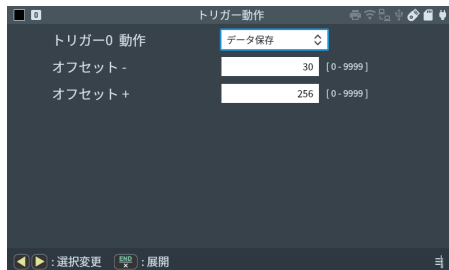 0 トリガー動作
トリガー0 動作 データ保存
オフセット - 30 [ 0 - 9999 ]
オフセット + 256 [ 0 - 9999 ]
: 選択変更 END × : 展開